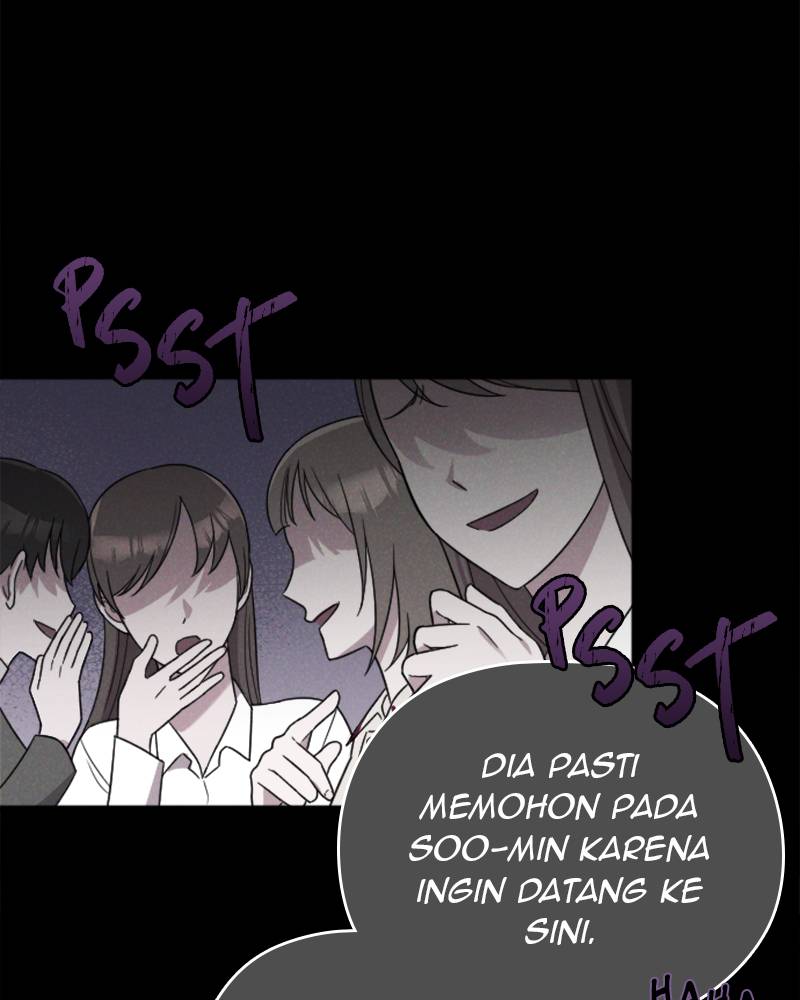 PSST
PSST
DIA PASTI
MEMOHON PADA
SOO-MIN KARENA
INGIN DATANG KE
SINI.